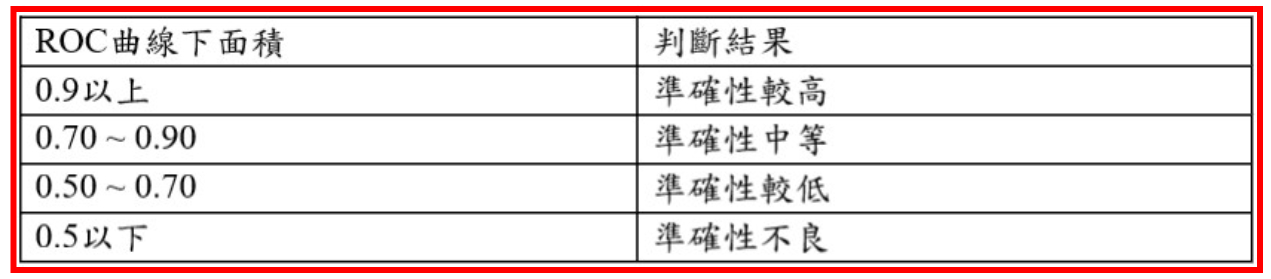 ROC曲線下面積 判斷結果
0.9以上 準確性較高
0.70 ~ 0.90 準確性中等
0.50 ~ 0.70 準確性較低
0.5以下 準確性不良